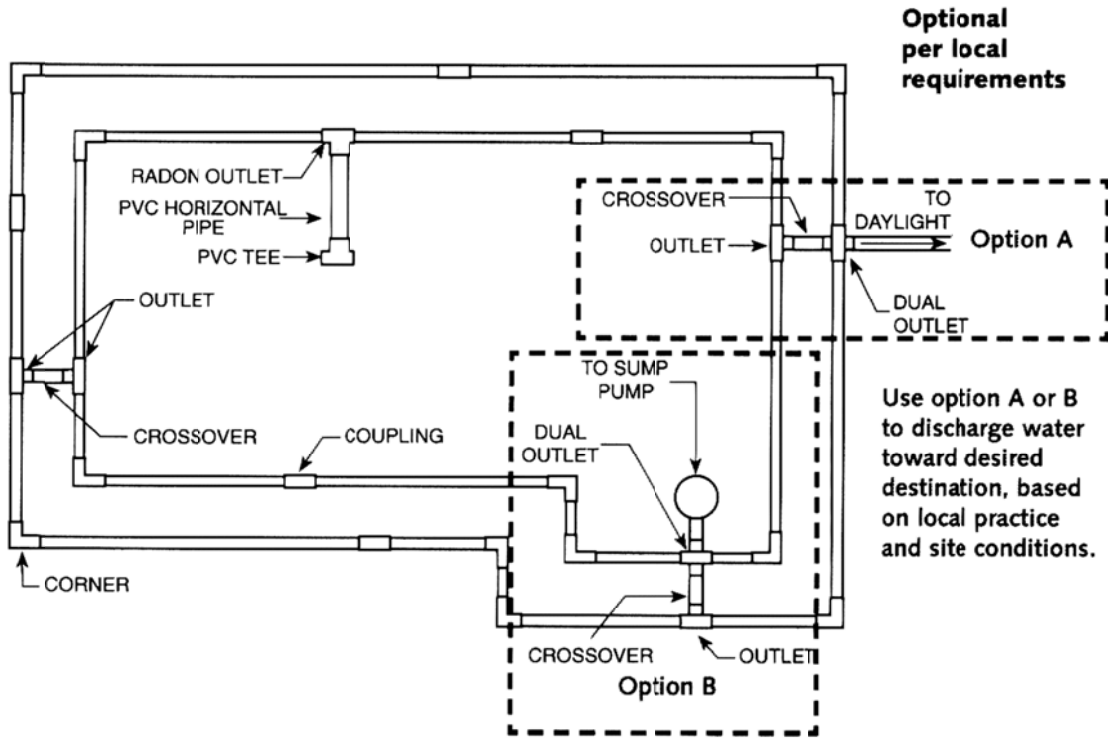 Optional
per local
requirements
RADON OUTLET
PVC HORIZONTAL
PIPE
PVC TEE
OUTLET
CROSSOVER
COUPLING
CORNER
CROSSOVER
TO
DAYLIGHT
OUTLET
Option A
DUAL
OUTLET
TO SUMP
PUMP
DUAL
OUTLET
CROSSOVER
OUTLET
Option B
Use option A or B
to discharge water
toward desired
destination, based
on local practice
and site conditions.